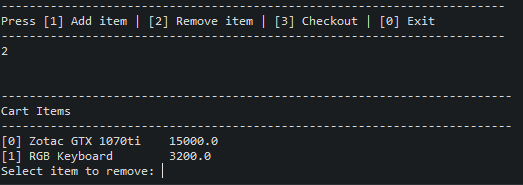 ------------------------------------------------------------------------
Press [1] Add item | [2] Remove item | [3] Checkout | [0] Exit
------------------------------------------------------------------------
2
-------------------------------------------------------------------------
Cart Items
-------------------------------------------------------------------------
[0] Zotac GTX 1070ti    15000.0
[1] RGB Keyboard        3200.0
Select item to remove: